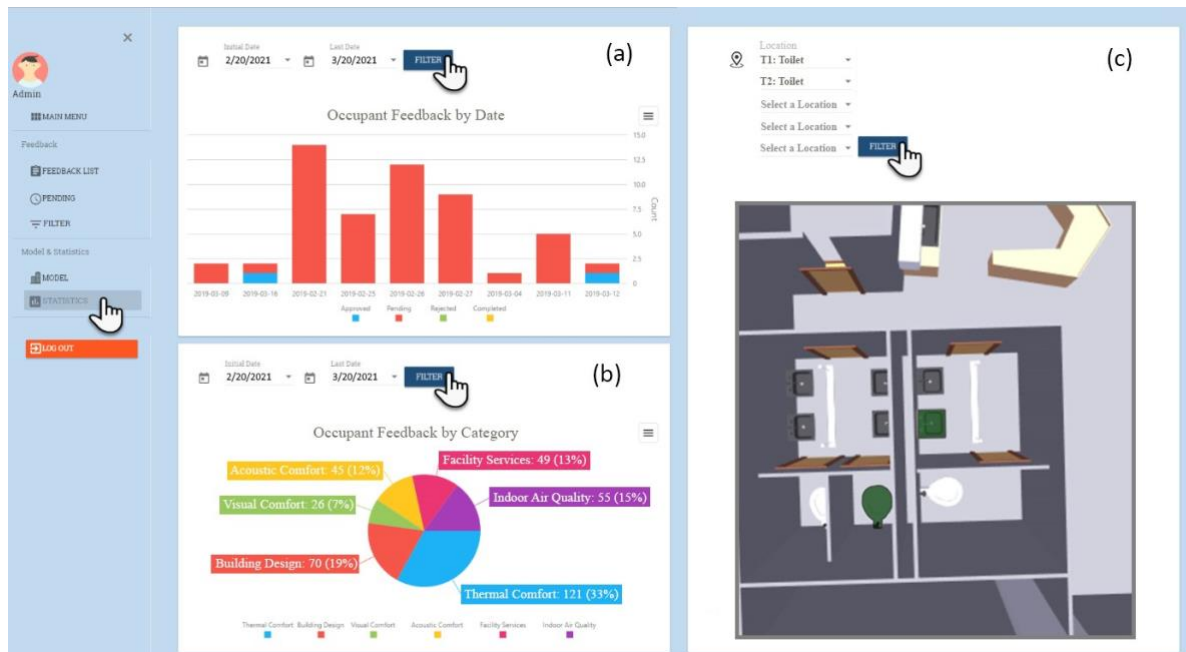 Admin
MAIN MENU
Feedback
FEEDBACK LIST
PENDING
FILTER
Model & Statistics
MODEL
STATISTICS
LOG OUT
(a)
Initial Date
Last Date
2/20/2021
3/20/2021
FILTER
Occupant Feedback by Date
15.0
12.5
10.0
7.5
5.0
2.5
0
Count
2019-03-09 2019-03-16 2019-02-21 2019-02-25 2019-02-26 2019-02-27 2019-03-04 2019-03-11 2019-03-12
Approved Pending Rejected Completed
(b)
Initial Date
Last Date
2/20/2021
3/20/2021
FILTER
Occupant Feedback by Category
Acoustic Comfort: 45 (12%)
Facility Services: 49 (13%)
Visual Comfort: 26 (7%)
Indoor Air Quality: 55 (15%)
Building Design: 70 (19%)
Thermal Comfort: 121 (33%)
Thermal Comfort Building Design Visual Comfort Acoustic Comfort Facility Services Indoor Air Quality
(c)
Location
T1: Toilet
T2: Toilet
Select a Location
Select a Location
Select a Location
FILTER